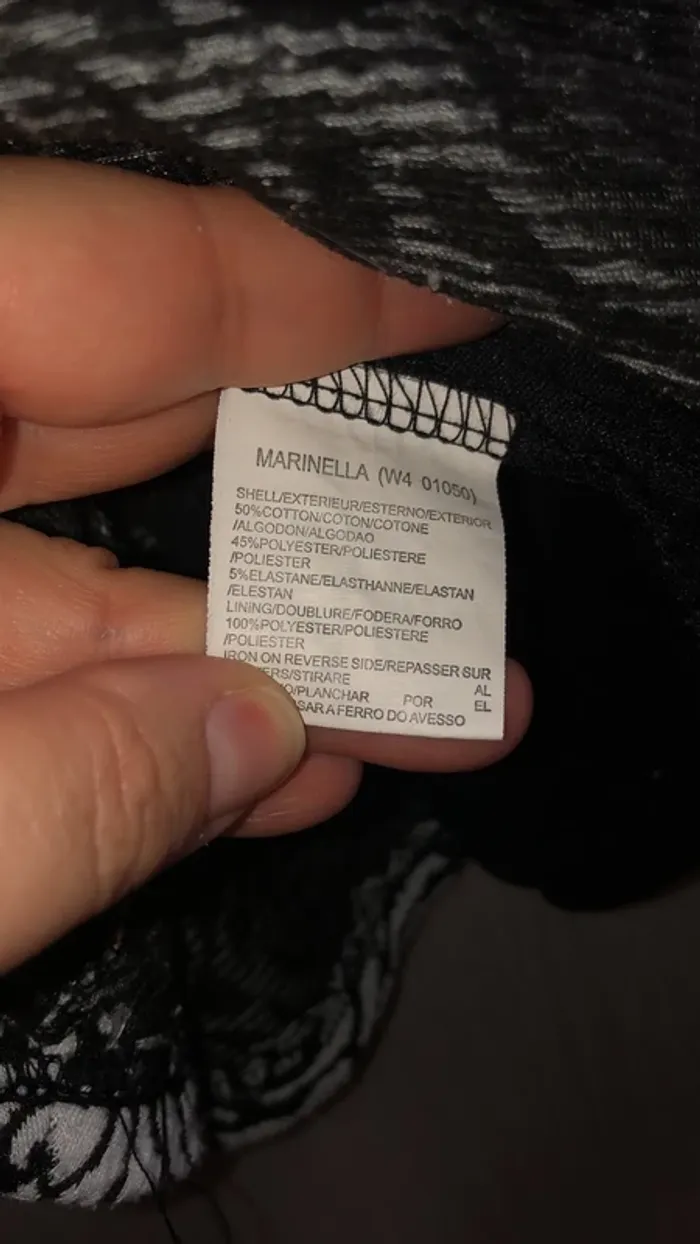 MARINELLA (W4 01050)
SHELL/EXTERIEUR/ESTERNO/EXTERIOR
50%COTTON/COTON/COTONE
/ALGODON/ALGODAO
45%POLYESTER/POLIESTERE
/POLIESTER
5%ELASTANE/ELASTHANNE/ELASTAN
/ELESTAN
LINING/DOUBLURE/FODERA/FORRO
100%POLYESTER/POLIESTERE
/POLIESTER
IRON ON REVERSE SIDE/REPASSER SUR
ERS/STIRARE AL
O/PLANCHAR POR EL
SAR A FERRO DO AVESSO